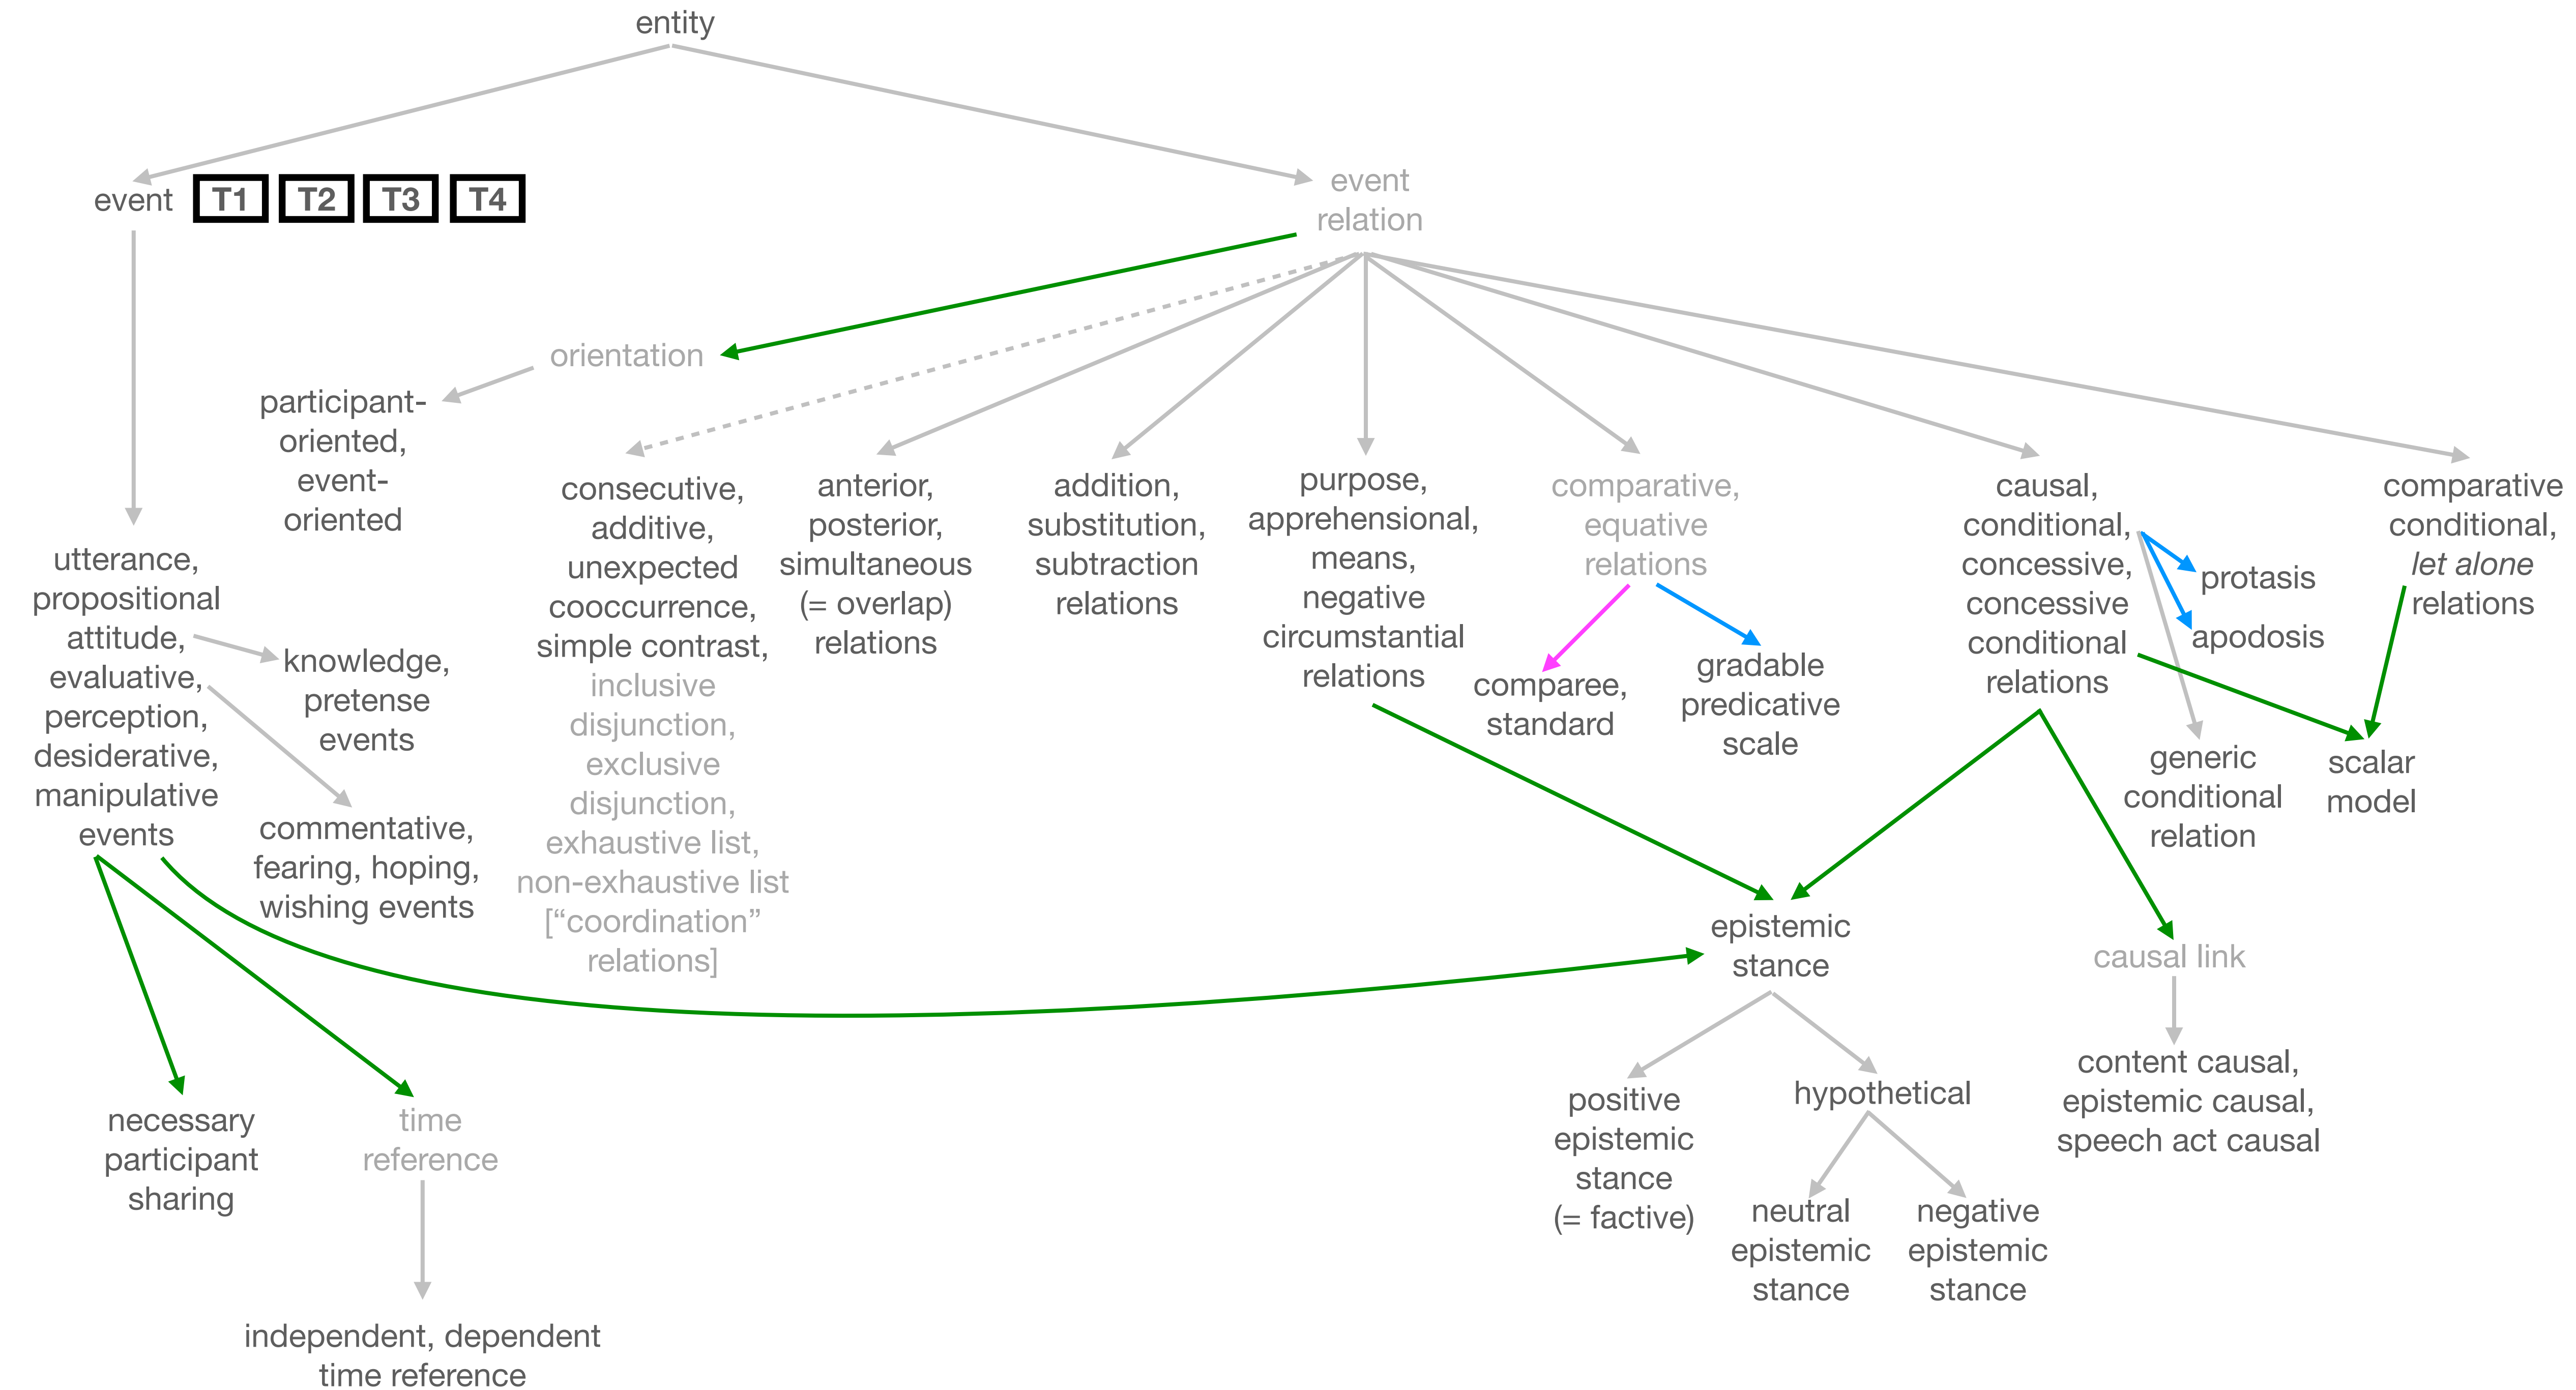 entity
event
T1
T2
T3
T4
event
relation
orientation
participant-
oriented,
event-
oriented
utterance,
propositional
attitude,
evaluative,
perception,
desiderative,
manipulative
events
knowledge,
pretense
events
commentative,
fearing, hoping,
wishing events
consecutive,
additive,
unexpected
cooccurrence,
simple contrast,
inclusive
disjunction,
exclusive
disjunction,
exhaustive list,
non-exhaustive list
[“coordination”
relations]
anterior,
posterior,
simultaneous
(= overlap)
relations
addition,
substitution,
subtraction
relations
purpose,
apprehensional,
means,
negative
circumstantial
relations
comparative,
equative
relations
comparee,
standard
gradable
predicative
scale
causal,
conditional,
concessive,
concessive
conditional
relations
protasis
apodosis
generic
conditional
relation
comparative
conditional,
let alone
relations
scalar
model
epistemic
stance
causal link
positive
epistemic
stance
(= factive)
hypothetical
neutral
epistemic
stance
negative
epistemic
stance
content causal,
epistemic causal,
speech act causal
necessary
participant
sharing
time
reference
independent, dependent
time reference